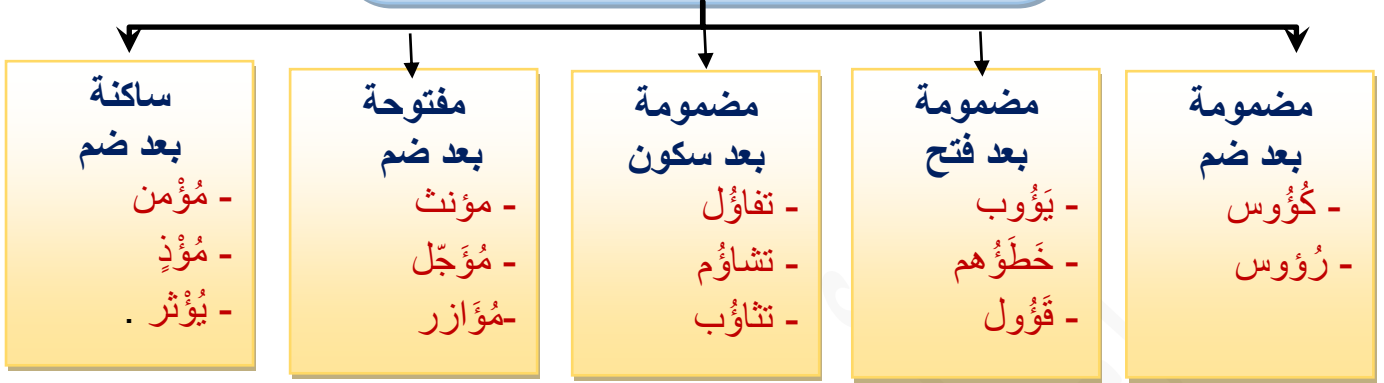 مضمومة
بعد ضم
- كُؤُوس
- رُؤوس
مضمومة
بعد فتح
- يَؤُوب
- خَطَؤُهم
- قَؤُول
مضمومة
بعد سكون
- تفاؤُل
- تشاؤُم
- تثاؤُب
مفتوحة
بعد ضم
- مؤنث
- مُؤَجّل
-مُؤَازر
ساكنة
بعد ضم
- مُؤْمن
- مُؤْذٍ
- يُؤْثر .